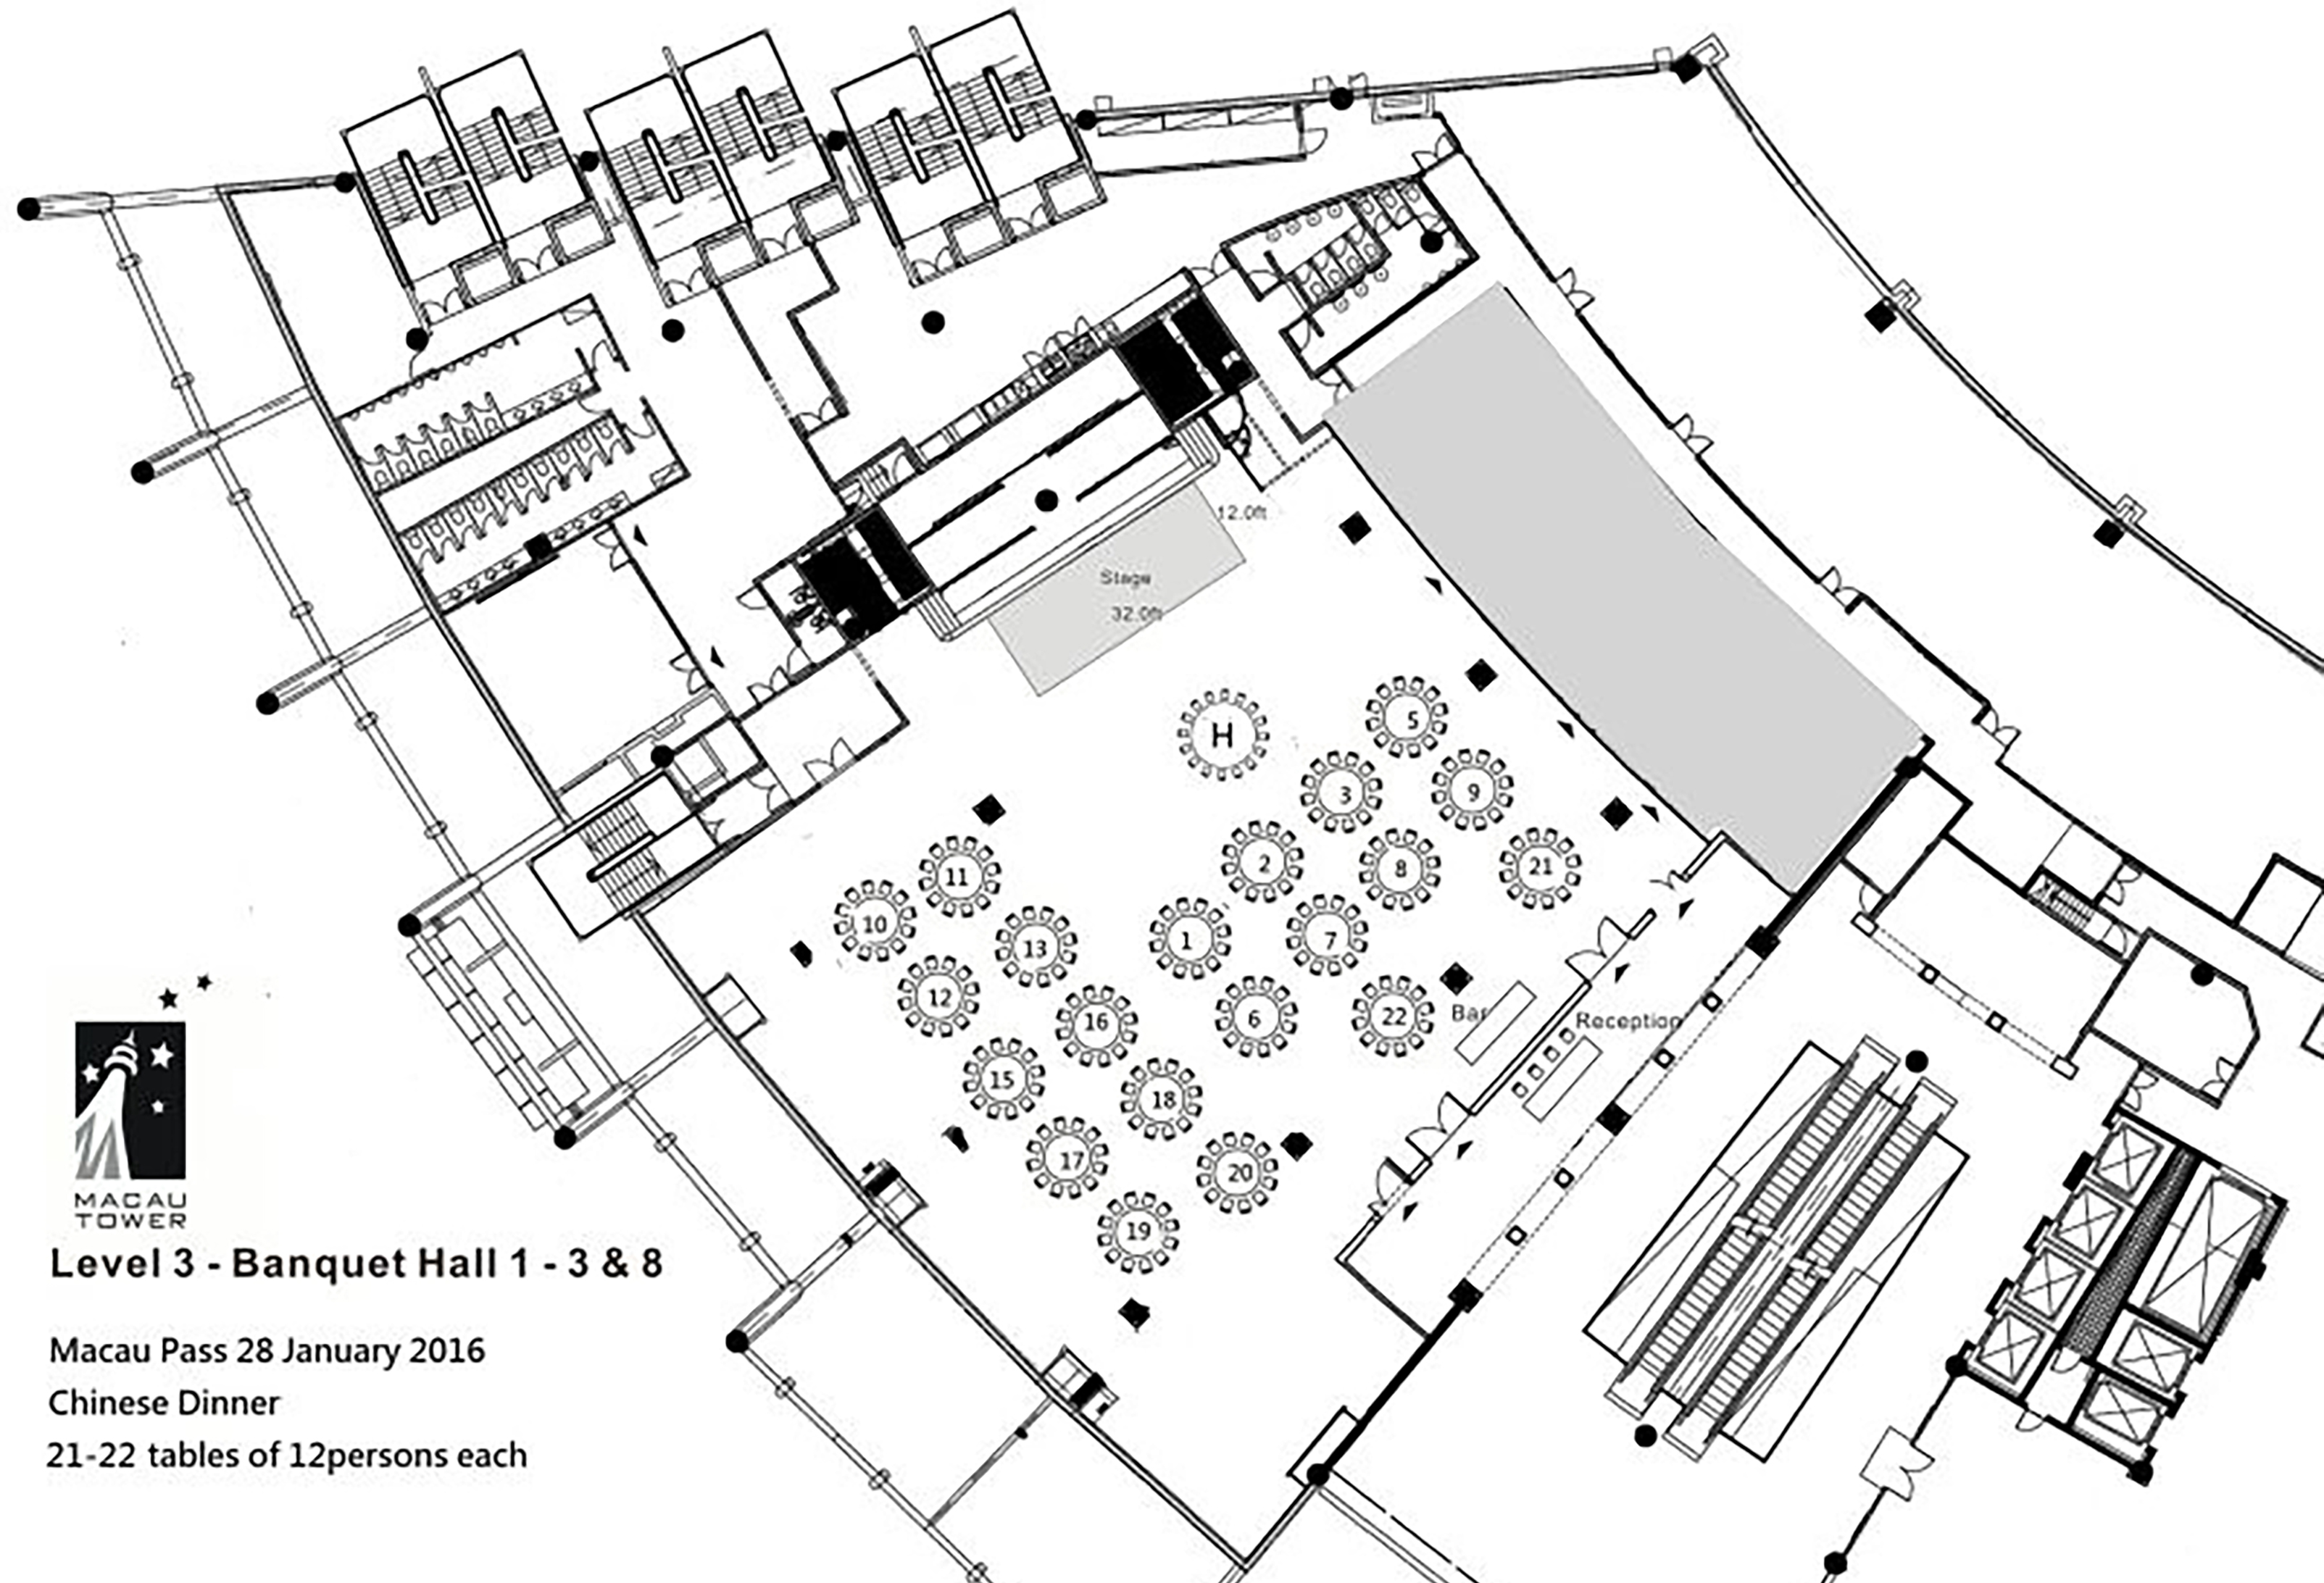 12.0ft
Stage
32.0ft
H
5
3
9
2
8
21
11
10
13
1
7
12
16
6
22
Bar
Reception
15
18
17
20
19
MACAU
TOWER
Level 3 - Banquet Hall 1 - 3 & 8
Macau Pass 28 January 2016
Chinese Dinner
21-22 tables of 12persons each